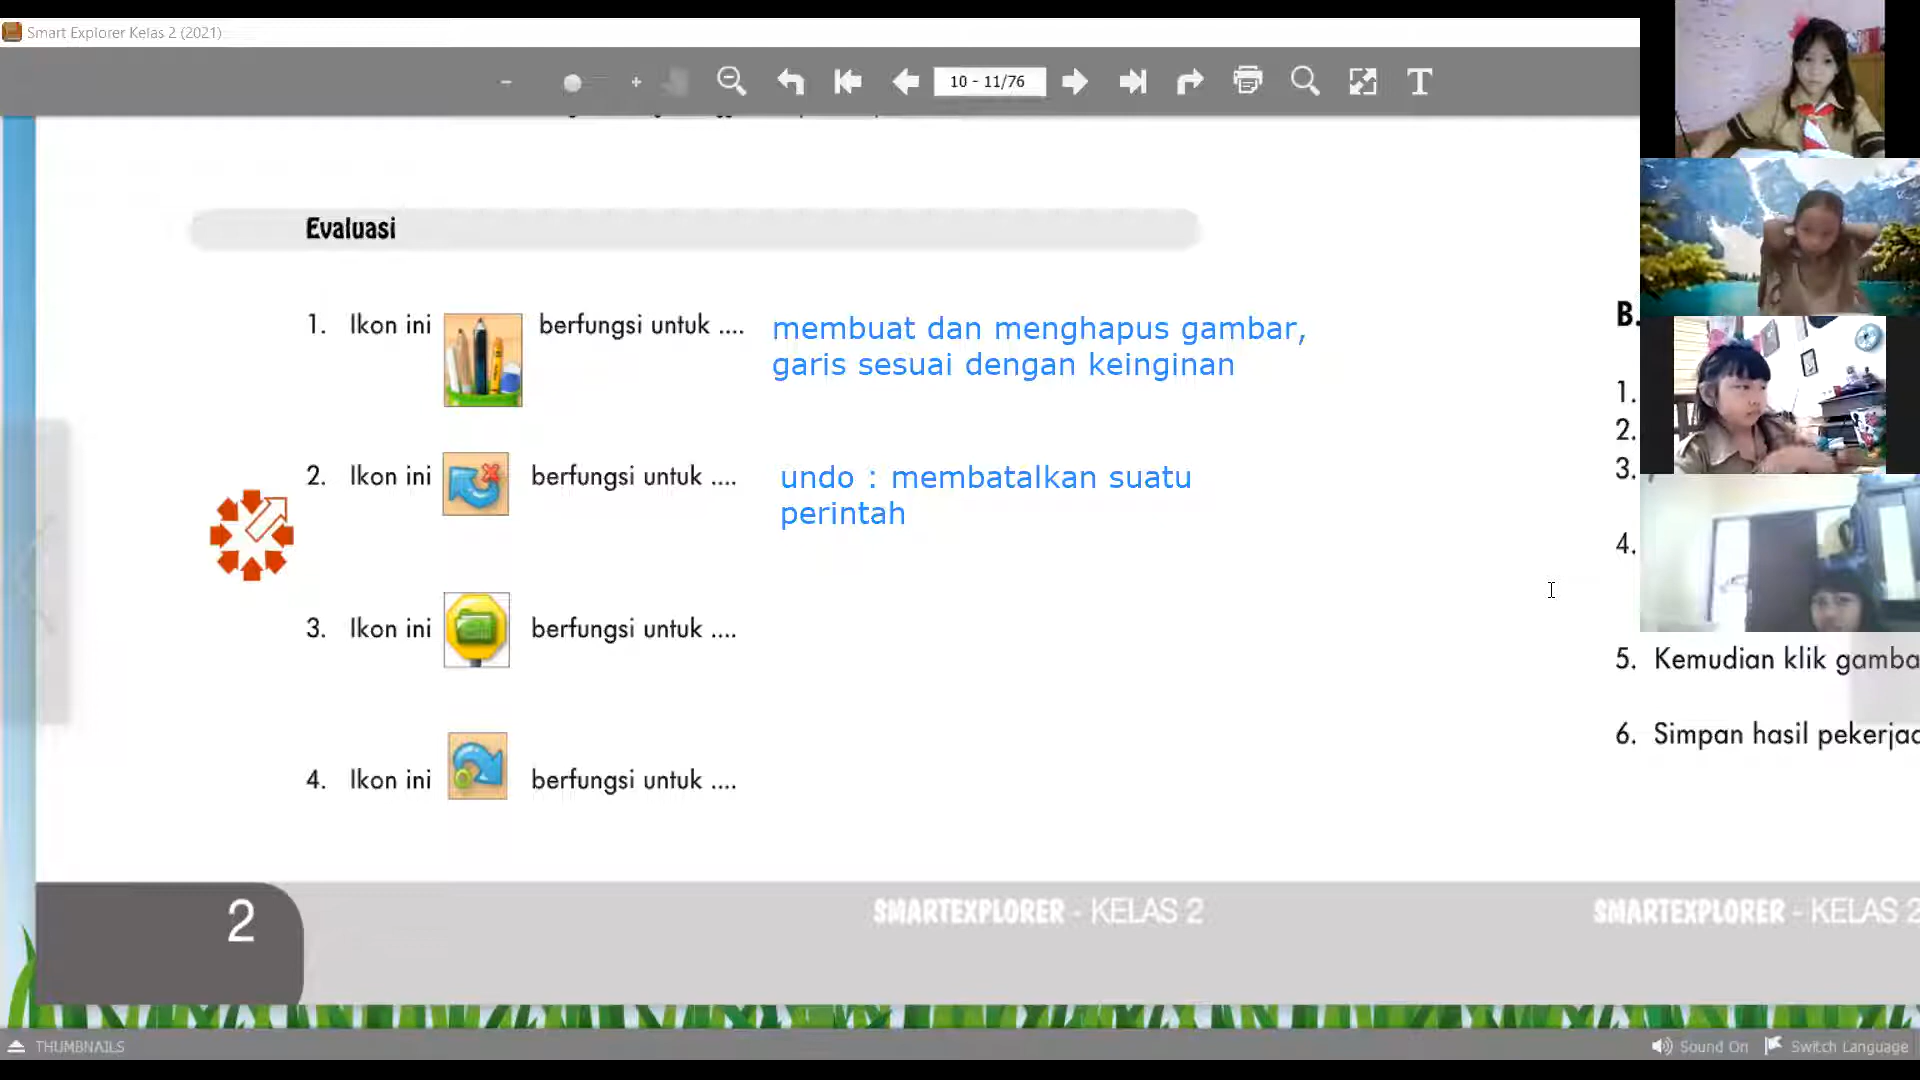 Smart Explorer Kelas 2 (2021)
10 - 11/76
T
Evaluasi
1. Ikon ini berfungsi untuk .... membuat dan menghapus gambar,
garis sesuai dengan keinginan
2. Ikon ini berfungsi untuk .... undo : membatalkan suatu
perintah
3. Ikon ini berfungsi untuk ....
4. Ikon ini berfungsi untuk ....
B.
1.
2.
3.
4.
5. Kemudian klik gamba
6. Simpan hasil pekerja
2
SMARTEXPLORER - KELAS 2
SMARTEXPLORER - KELAS 2
THUMBNAILS
Sound On
Switch Language